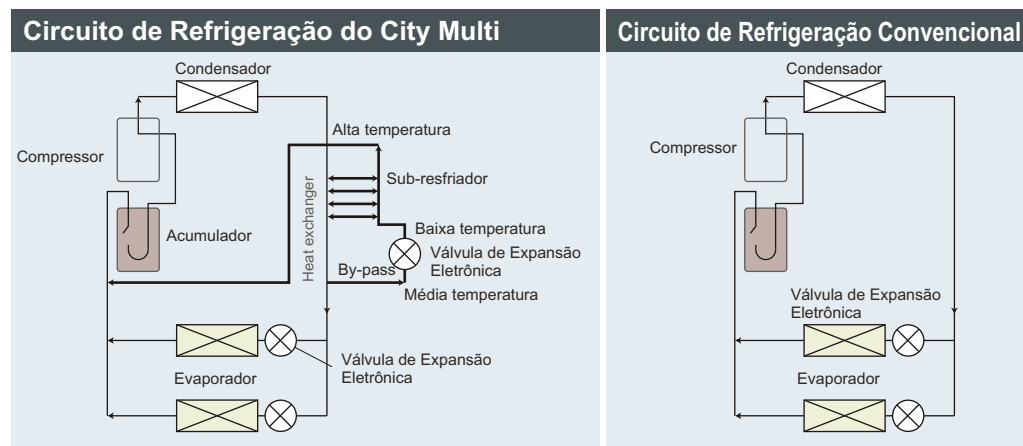 Circuito de Refrigeração do City Multi
Condensador
Alta temperatura
Compressor
Sub-resfriador
Heat exchanger
Acumulador
Baixa temperatura
Válvula de Expansão
Eletrônica
By-pass
Média temperatura
Válvula de Expansão
Eletrônica
Evaporador
Circuito de Refrigeração Convencional
Condensador
Compressor
Acumulador
Válvula de Expansão
Eletrônica
Evaporador